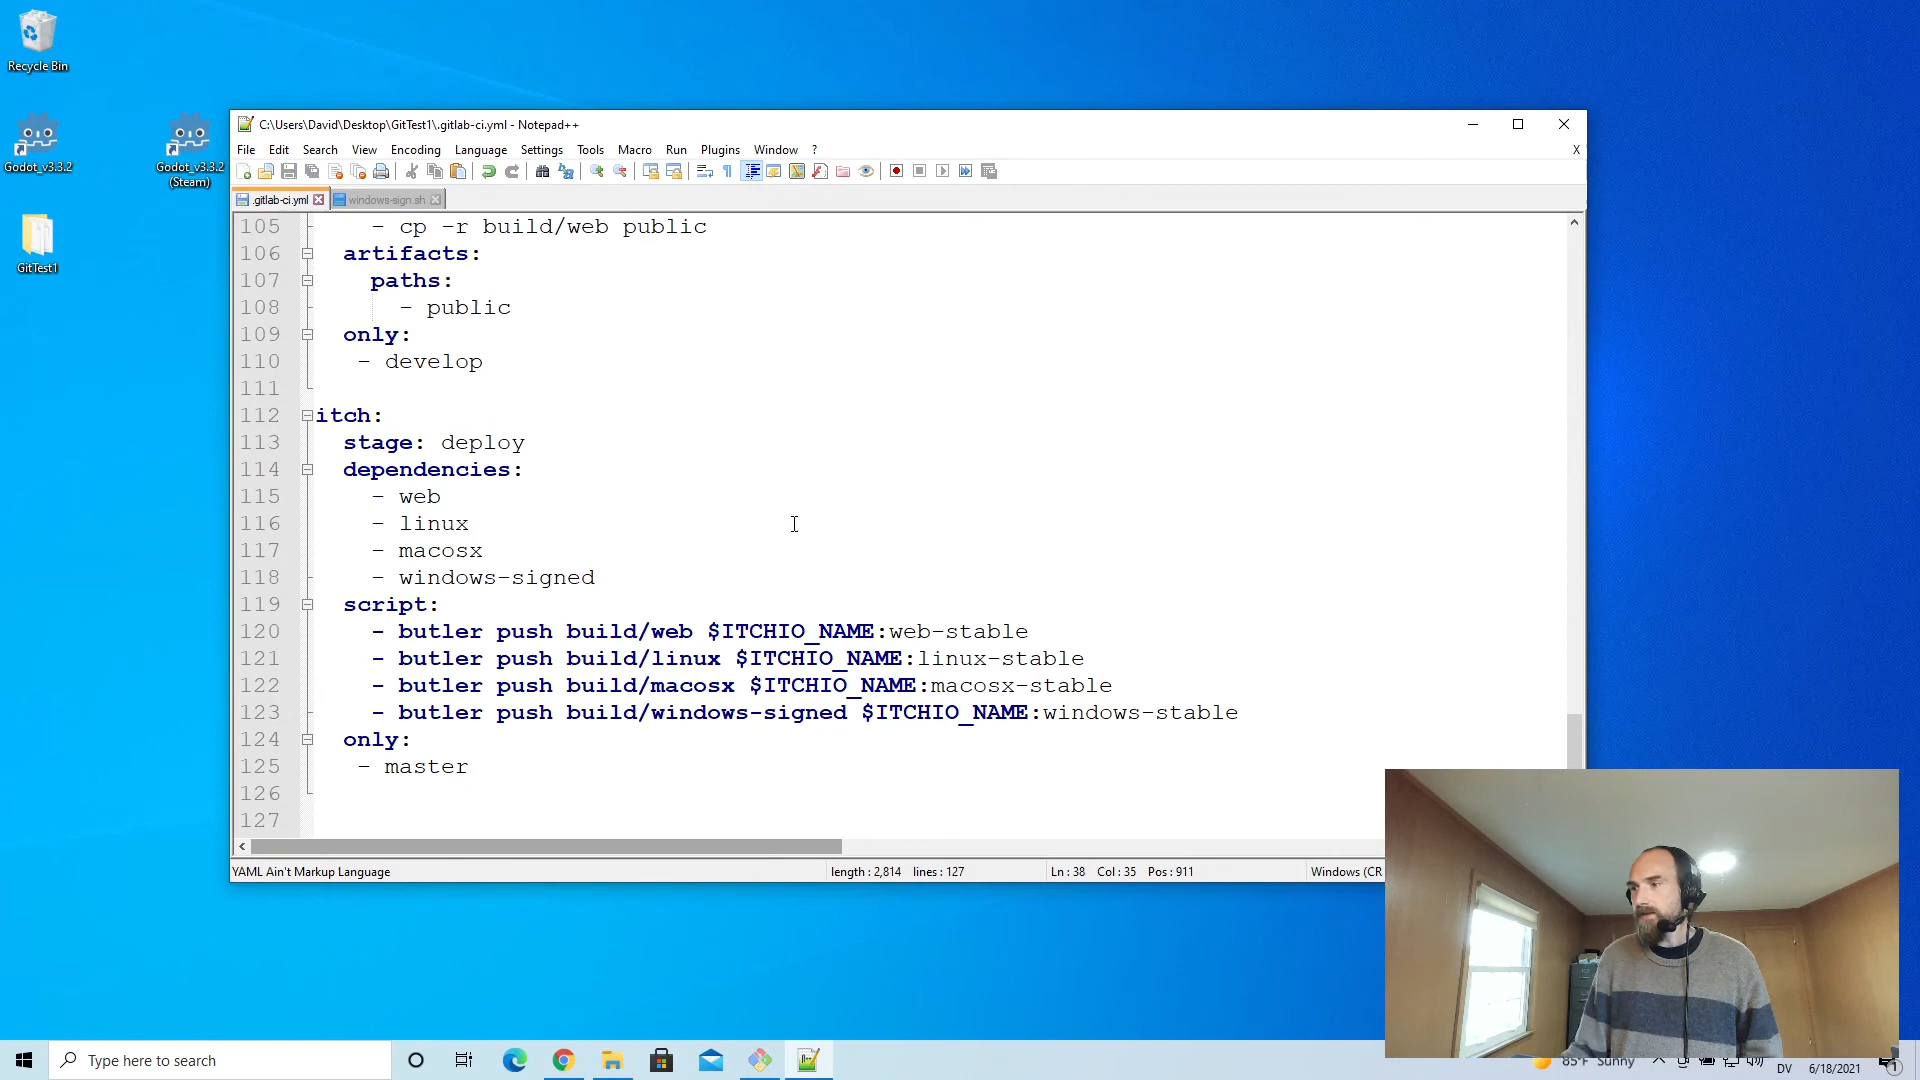 Recycle Bin
Godot_v3.3.2
Godot_v3.3.2
(Steam)
GitTest1
C:\Users\David\Desktop\GitTest1\.gitlab-ci.yml - Notepad++
File Edit Search View Encoding Language Settings Tools Macro Run Plugins Window ? X
.gitlab-ci.yml windows-sign.sh
105 - cp -r build/web public
106 artifacts:
107 paths:
108 - public
109 only:
110 - develop
111
112 itch:
113 stage: deploy
114 dependencies:
115 - web
116 - linux
117 - macosx
118 - windows-signed
119 script:
120 - butler push build/web $ITCHIO_NAME:web-stable
121 - butler push build/linux $ITCHIO_NAME:linux-stable
122 - butler push build/macosx $ITCHIO_NAME:macosx-stable
123 - butler push build/windows-signed $ITCHIO_NAME:windows-stable
124 only:
125 - master
126
127
YAML Ain't Markup Language length : 2,814 lines : 127 Ln : 38 Col : 35 Pos : 911 Windows (CR
Type here to search
85°F Sunny
DV 6/18/2021 1